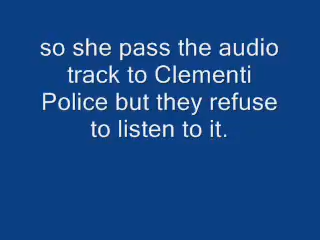 so she pass the audio
track to Clementi
Police but they refuse
to listen to it.